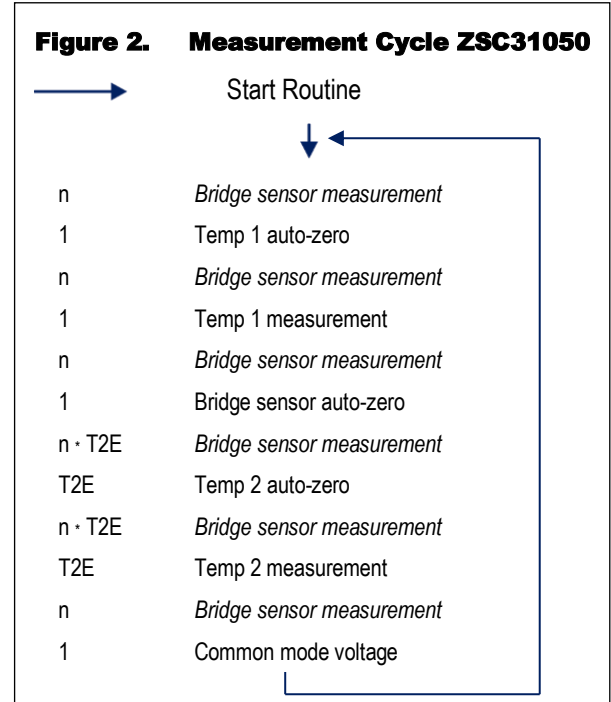 Figure 2. Measurement Cycle ZSC31050
Start Routine
n Bridge sensor measurement
1 Temp 1 auto-zero
n Bridge sensor measurement
1 Temp 1 measurement
n Bridge sensor measurement
1 Bridge sensor auto-zero
n * T2E Bridge sensor measurement
T2E Temp 2 auto-zero
n * T2E Bridge sensor measurement
T2E Temp 2 measurement
n Bridge sensor measurement
1 Common mode voltage